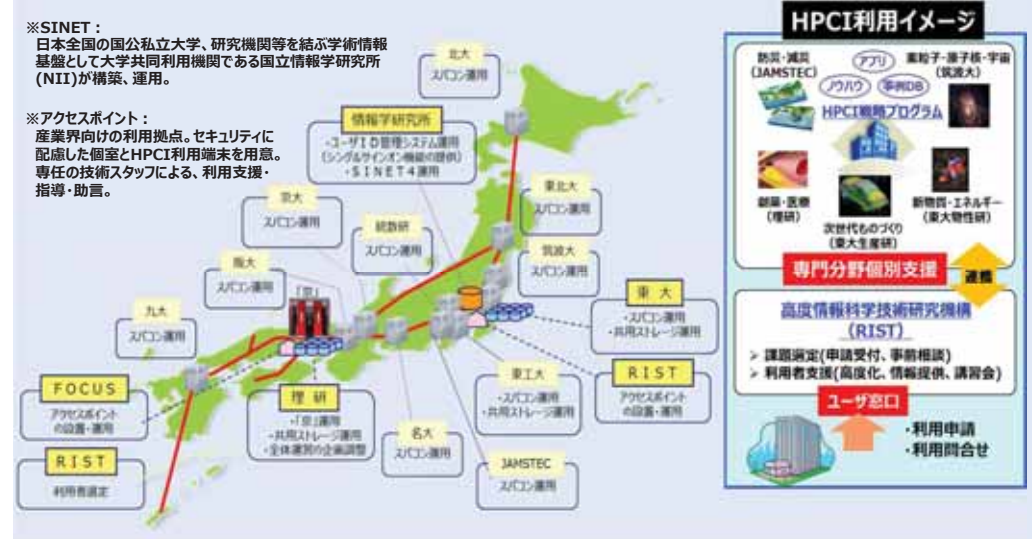 ※SINET：
日本全国の国公私立大学、研究機関等を結ぶ学術情報
基盤として大学共同利用機関である国立情報学研究所
(NII)が構築、運用。
※アクセスポイント：
産業界向けの利用拠点。セキュリティに
配慮した個室とHPCI利用端末を用意。
専任の技術スタッフによる、利用支援・
指導・助言。
北大
スパコン運用
情報学研究所
・ユーザID管理システム運用
(シングルサインオン機能の提供)
・SINET4運用
京大
スパコン運用
統数研
スパコン運用
東北大
スパコン運用
阪大
スパコン運用
筑波大
スパコン運用
九大
スパコン運用
「京」
東大
・スパコン運用
・共用ストレージ運用
FOCUS
アクセスポイント
の設置・運用
理研
・「京」運用
・共用ストレージ運用
・全体運営の企画調整
東工大
・スパコン運用
・共用ストレージ運用
RIST
アクセスポイント
の設置・運用
名大
スパコン運用
RIST
利用者選定
JAMSTEC
スパコン運用
HPCI利用イメージ
防災・減災
(JAMSTEC)
アプリ
素粒子・原子核・宇宙
(筑波大)
ノウハウ
事例DB
HPCI戦略プログラム
創薬・医療
(理研)
次世代ものづくり
(東大生産研)
新物質・エネルギー
(東大物性研)
専門分野個別支援
連携
高度情報科学技術研究機構
(RIST)
➢ 課題選定(申請受付、事前相談)
➢ 利用者支援(高度化、情報提供、講習会)
ユーザ窓口
・利用申請
・利用問合せ